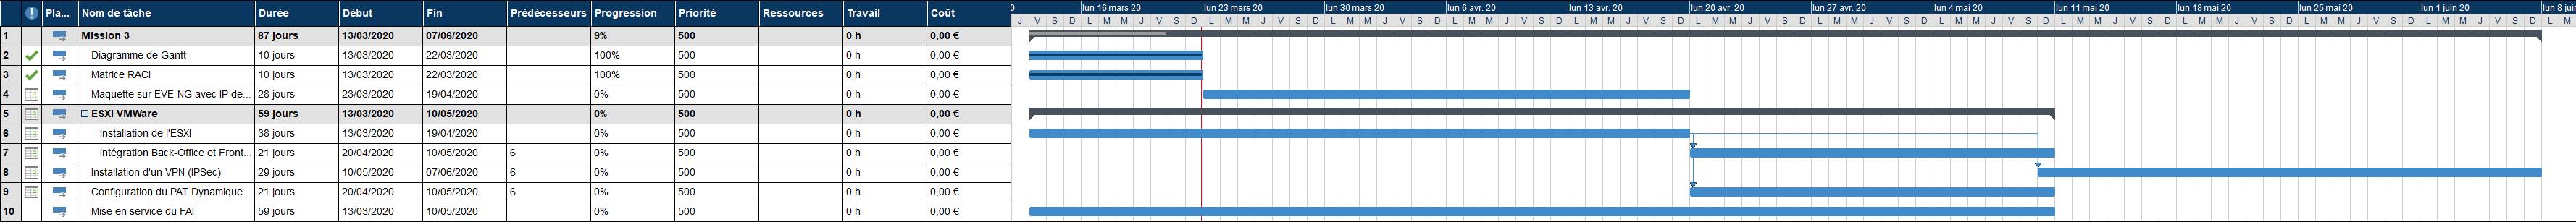 Pla... Nom de tâche Durée Début Fin Prédécesseurs Progression Priorité Ressources Travail Coût
0 lun 16 mars 20 lun 23 mars 20 lun 30 mars 20 lun 6 avr. 20 lun 13 avr. 20 lun 20 avr. 20 lun 27 avr. 20 lun 4 mai 20 lun 11 mai 20 lun 18 mai 20 lun 25 mai 20 lun 1 juin 20 lun 8 juin
J V S D L M M J V S D L M M J V S D L M M J V S D L M M J V S D L M M J V S D L M M J V S D L M M J V S D L M M J V S D L M M J V S D L M M J V S D L M M J V S D L M M J V S D L M
1 Mission 3 87 jours 13/03/2020 07/06/2020 9% 500 0 h 0,00 €
2 Diagramme de Gantt 10 jours 13/03/2020 22/03/2020 100% 500 0 h 0,00 €
3 Matrice RACI 10 jours 13/03/2020 22/03/2020 100% 500 0 h 0,00 €
4 Maquette sur EVE-NG avec IP de... 28 jours 23/03/2020 19/04/2020 0% 500 0 h 0,00 €
5 ESXI VMWare 59 jours 13/03/2020 10/05/2020 0% 500 0 h 0,00 €
6 Installation de l'ESXI 38 jours 13/03/2020 19/04/2020 0% 500 0 h 0,00 €
7 Intégration Back-Office et Front... 21 jours 20/04/2020 10/05/2020 6 0% 500 0 h 0,00 €
8 Installation d'un VPN (IPSec) 29 jours 10/05/2020 07/06/2020 6 0% 500 0 h 0,00 €
9 Configuration du PAT Dynamique 21 jours 20/04/2020 10/05/2020 6 0% 500 0 h 0,00 €
10 Mise en service du FAI 59 jours 13/03/2020 10/05/2020 0% 500 0 h 0,00 €